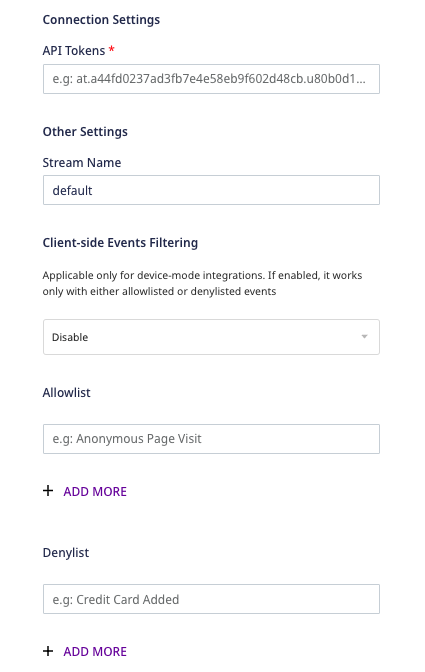 Connection Settings
API Tokens *
e.g: at.a44fd0237ad3fb7e4e58eb9f602d48cb.u80b0d1...
Other Settings
Stream Name
default
Client-side Events Filtering
Applicable only for device-mode integrations. If enabled, it works
only with either allowlisted or denylisted events
Disable
Allowlist
e.g: Anonymous Page Visit
+ ADD MORE
Denylist
e.g: Credit Card Added
+ ADD MORE